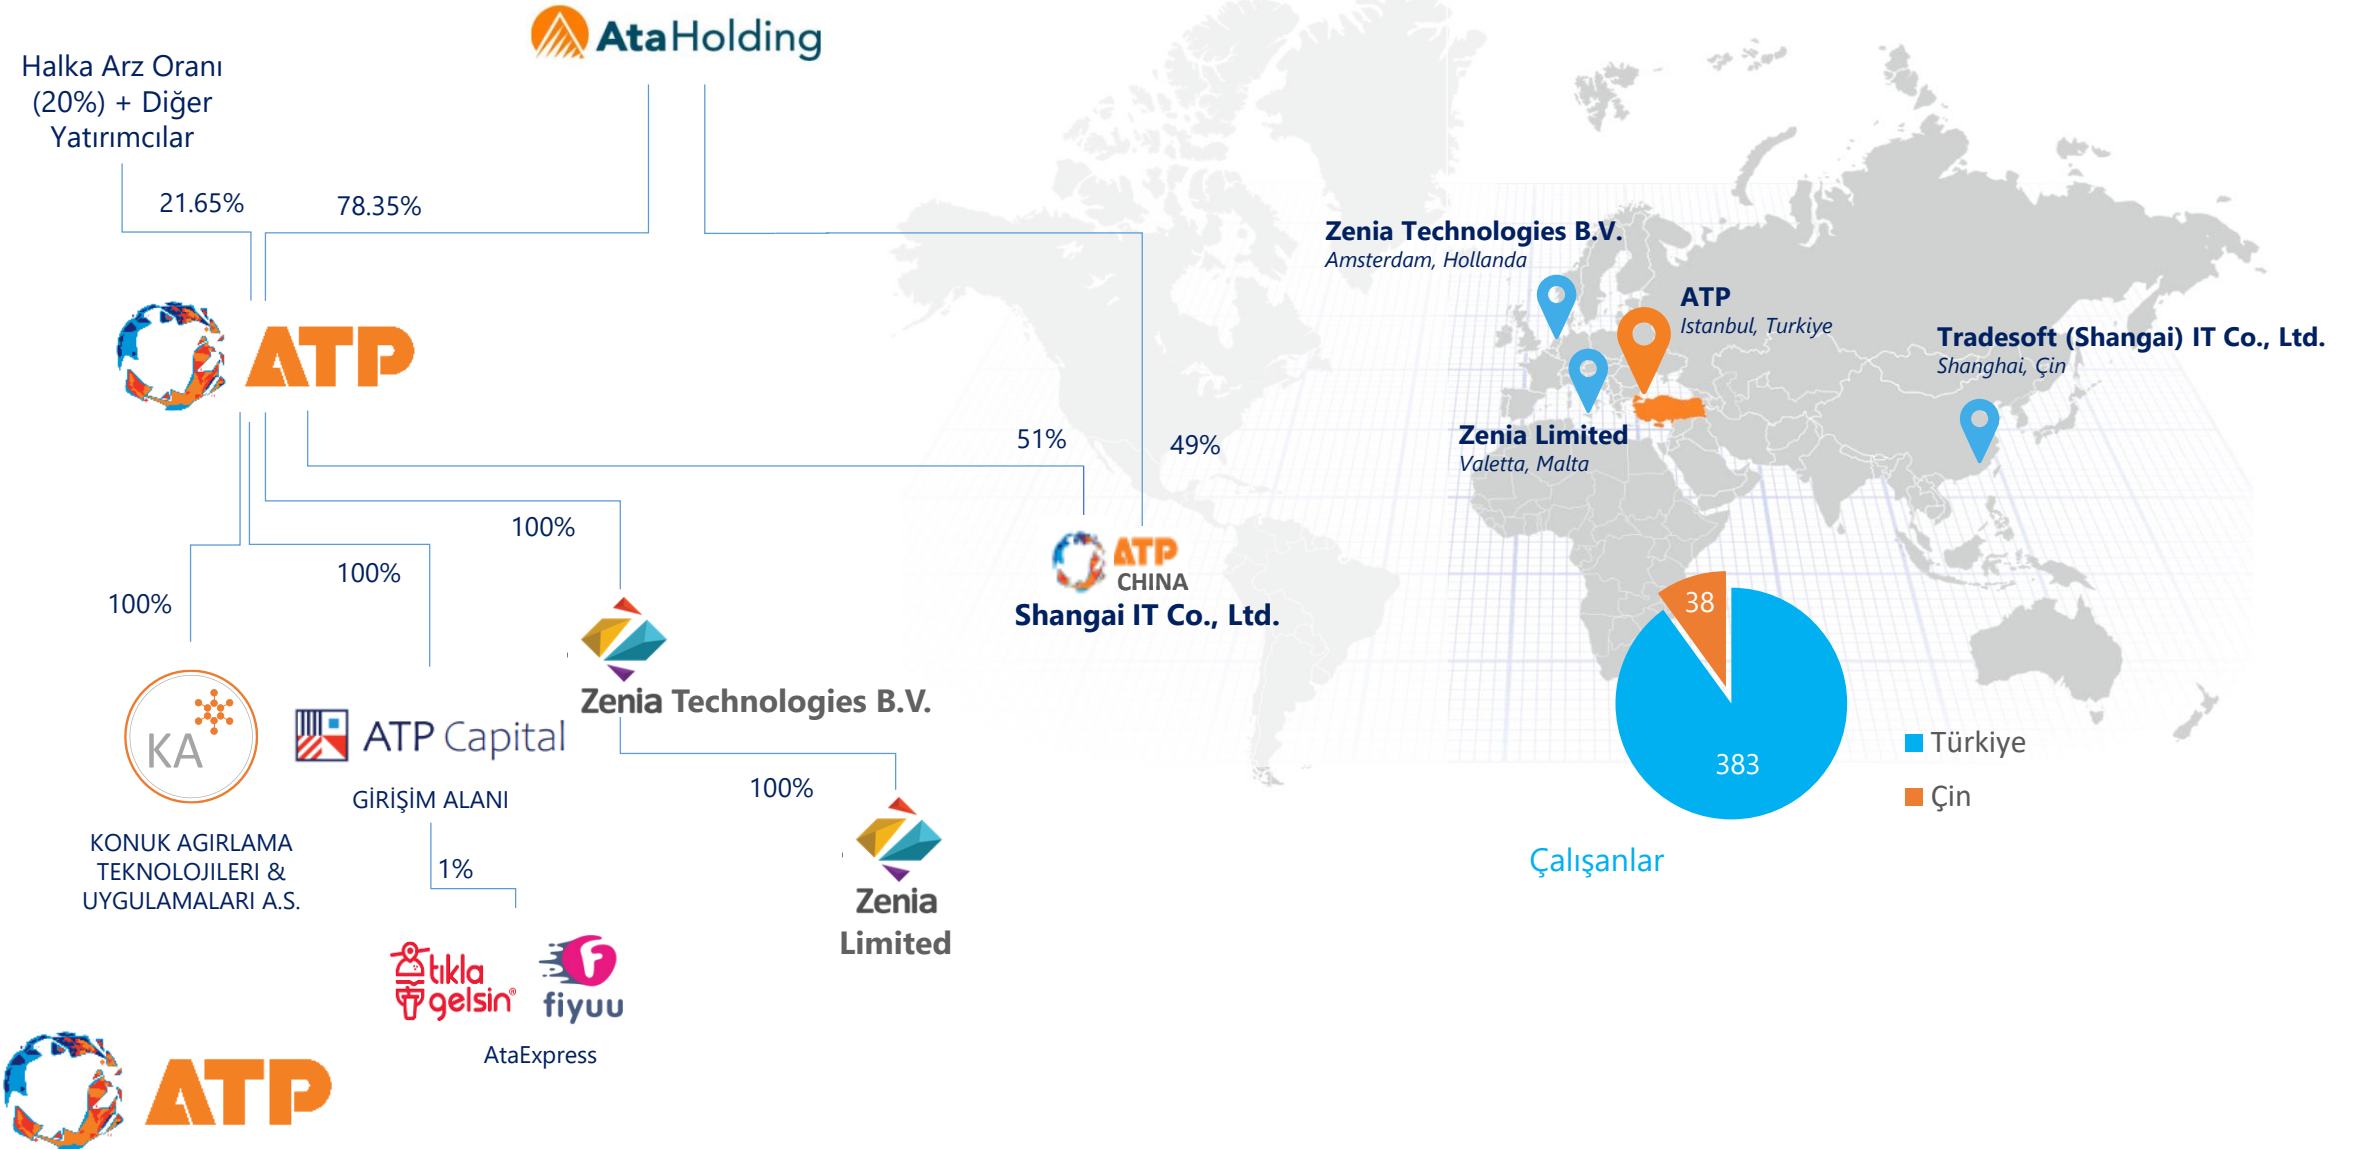 AtaHolding
Halka Arz Oranı
(20%) + Diğer
Yatırımcılar
21.65%
78.35%
ATP
51%
49%
100%
100%
100%
ATP
CHINA
Shangai IT Co., Ltd.
Zenia Technologies B.V.
KA
ATP Capital
GİRİŞİM ALANI
100%
KONUK AGIRLAMA
TEKNOLOJILERI &
UYGULAMALARI A.S.
1%
Zenia
Limited
tıkla
gelsin®
fiyuu
AtaExpress
ATP
Zenia Technologies B.V.
Amsterdam, Hollanda
ATP
Istanbul, Turkiye
Tradesoft (Shangai) IT Co., Ltd.
Shanghai, Çin
Zenia Limited
Valetta, Malta
38
383
Türkiye
Çin
Çalışanlar